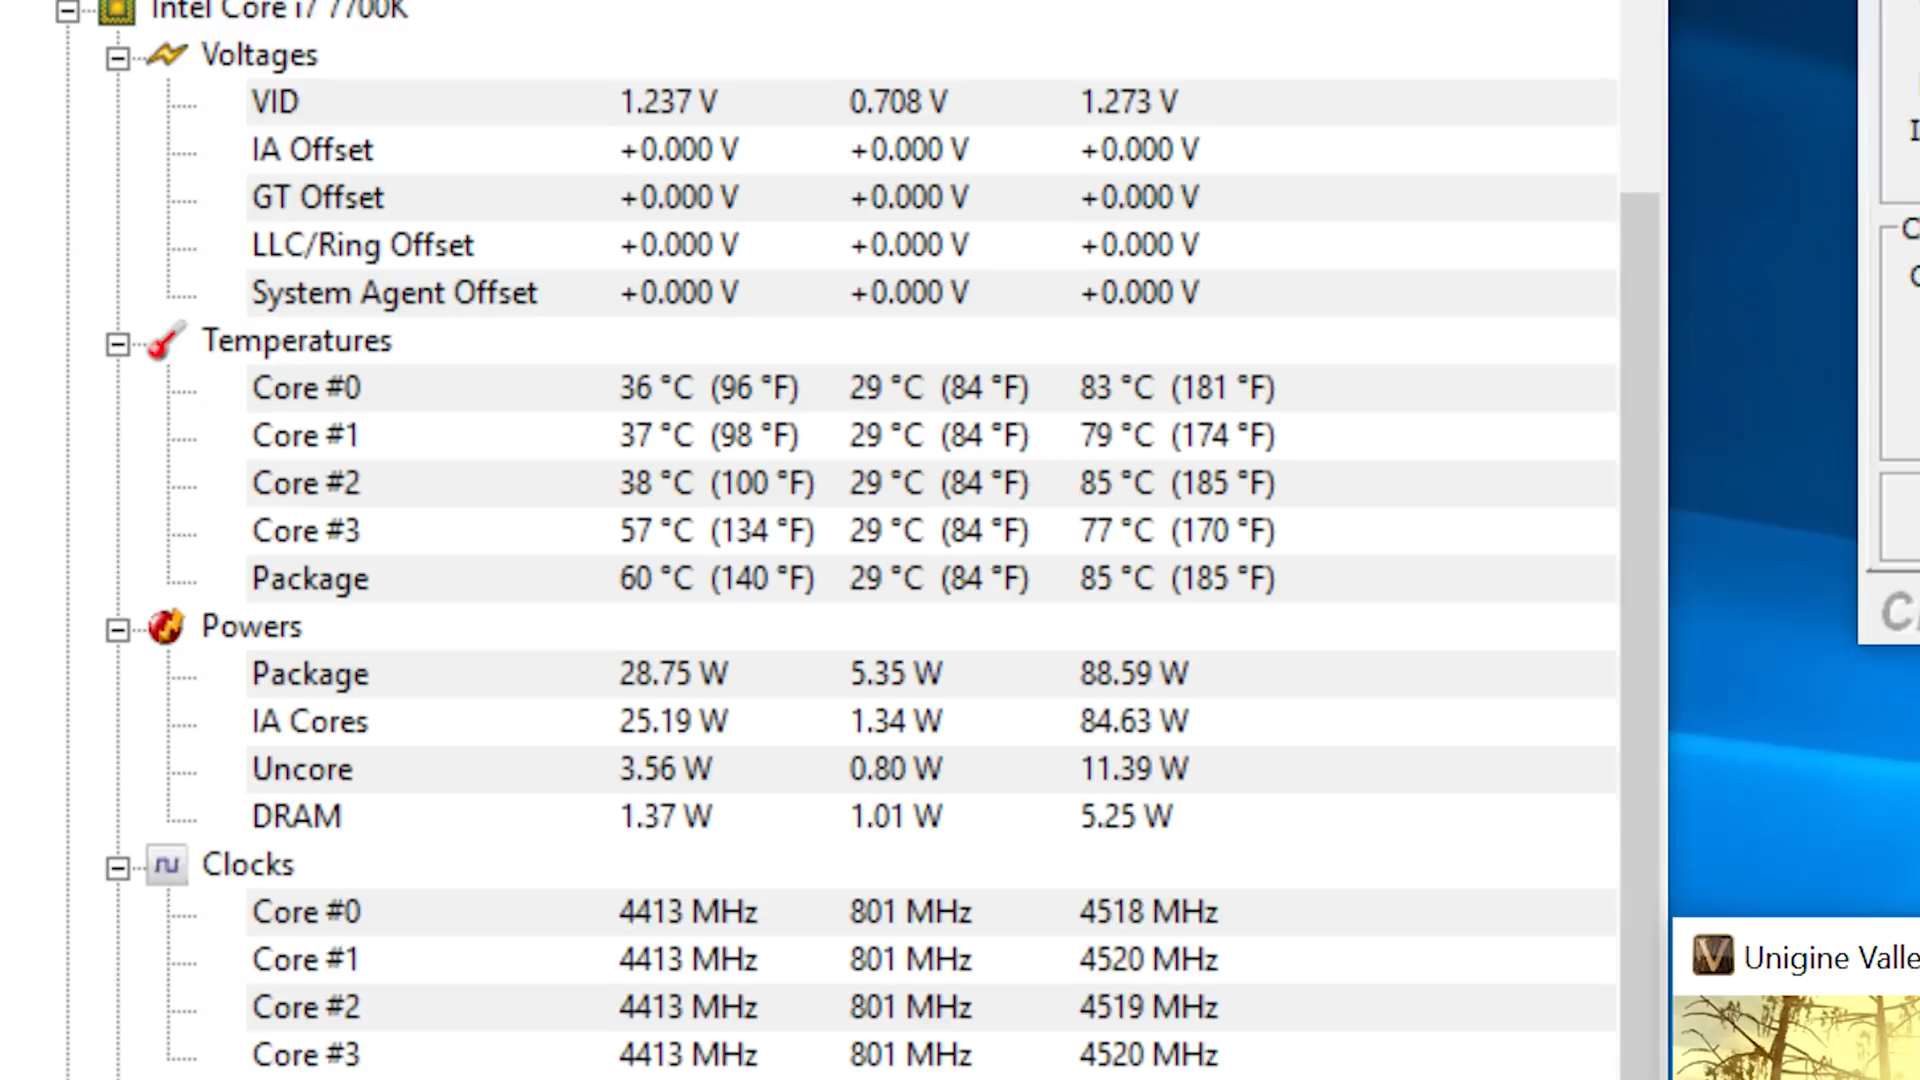 Intel Core i7 7700K
Voltages
VID 1.237 V 0.708 V 1.273 V
IA Offset +0.000 V +0.000 V +0.000 V
GT Offset +0.000 V +0.000 V +0.000 V
LLC/Ring Offset +0.000 V +0.000 V +0.000 V
System Agent Offset +0.000 V +0.000 V +0.000 V
Temperatures
Core #0 36 °C (96 °F) 29 °C (84 °F) 83 °C (181 °F)
Core #1 37 °C (98 °F) 29 °C (84 °F) 79 °C (174 °F)
Core #2 38 °C (100 °F) 29 °C (84 °F) 85 °C (185 °F)
Core #3 57 °C (134 °F) 29 °C (84 °F) 77 °C (170 °F)
Package 60 °C (140 °F) 29 °C (84 °F) 85 °C (185 °F)
Powers
Package 28.75 W 5.35 W 88.59 W
IA Cores 25.19 W 1.34 W 84.63 W
Uncore 3.56 W 0.80 W 11.39 W
DRAM 1.37 W 1.01 W 5.25 W
Clocks
Core #0 4413 MHz 801 MHz 4518 MHz
Core #1 4413 MHz 801 MHz 4520 MHz
Core #2 4413 MHz 801 MHz 4519 MHz
Core #3 4413 MHz 801 MHz 4520 MHz
Unigine Valle